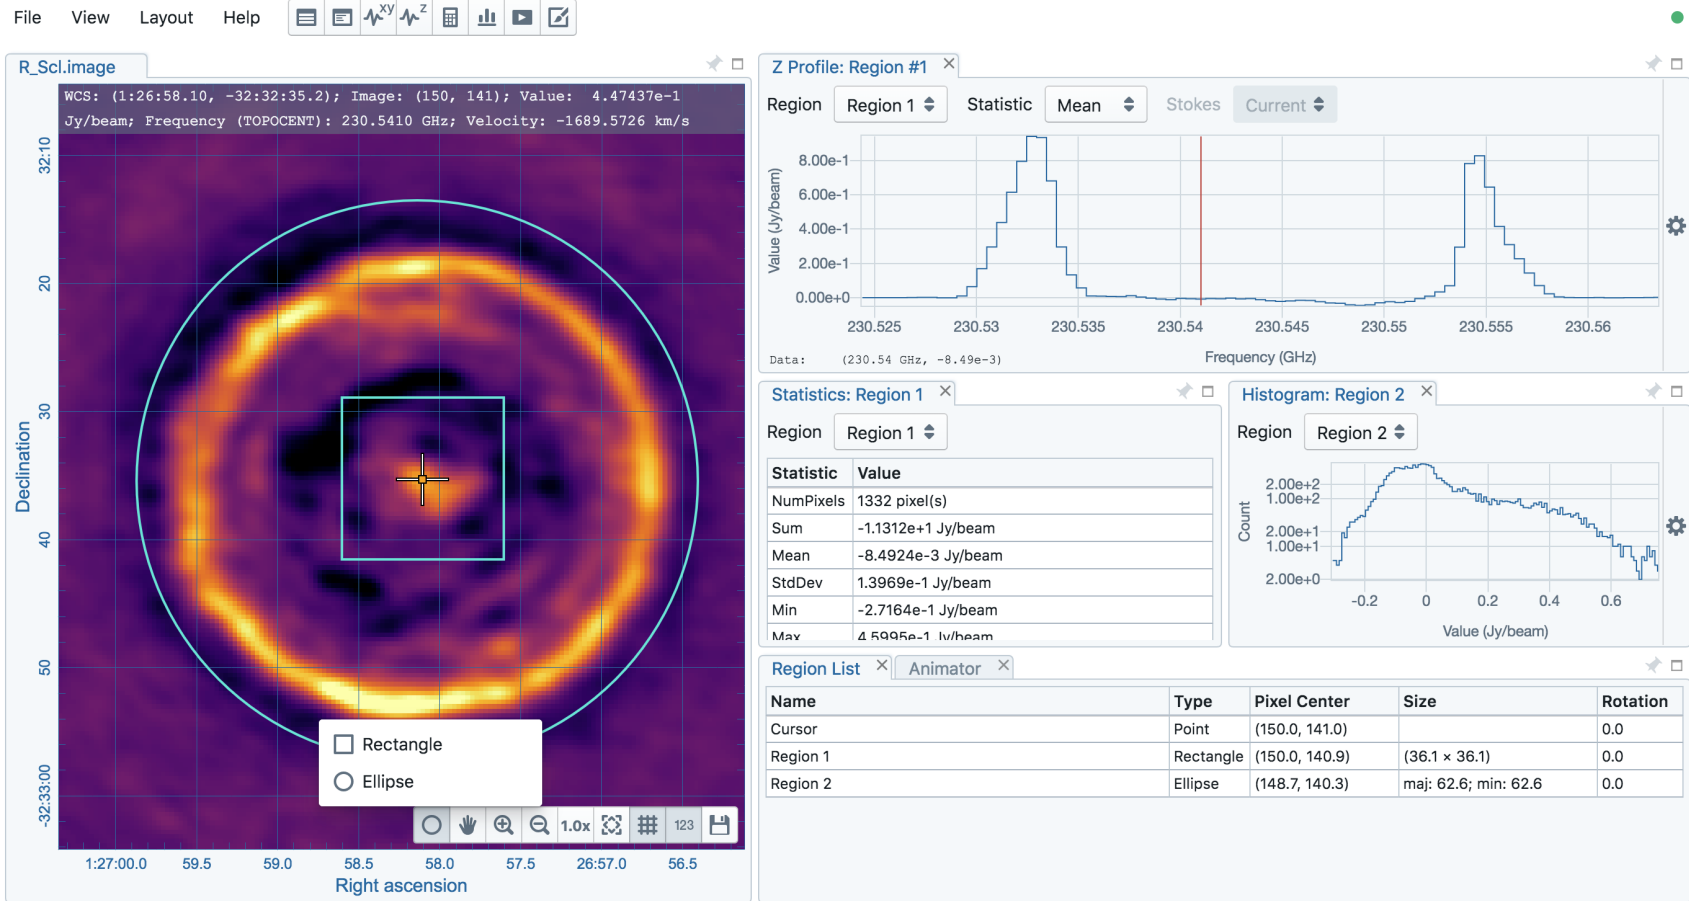 File View Layout Help
xy
z
R_Scl.image
WCS: (1:26:58.10, -32:32:35.2); Image: (150, 141); Value: 4.47437e-1
Jy/beam; Frequency (TOPOCENT): 230.5410 GHz; Velocity: -1689.5726 km/s
Declination
32:10
20
30
40
50
-32:33:00
Rectangle
Ellipse
1.0x
123
1:27:00.0 59.5 59.0 58.5 58.0 57.5 26:57.0 56.5
Right ascension
Z Profile: Region #1
Region Region 1 Statistic Mean Stokes Current
Value (Jy/beam)
8.00e-1
6.00e-1
4.00e-1
2.00e-1
0.00e+0
230.525 230.53 230.535 230.54 230.545 230.55 230.555 230.56
Data: (230.54 GHz, -8.49e-3)
Frequency (GHz)
Statistics: Region 1
Region Region 1
Statistic Value
NumPixels 1332 pixel(s)
Sum -1.1312e+1 Jy/beam
Mean -8.4924e-3 Jy/beam
StdDev 1.3969e-1 Jy/beam
Min -2.7164e-1 Jy/beam
Max 4.5995e-1 Jy/beam
Histogram: Region 2
Region Region 2
Count
2.00e+2
1.00e+2
2.00e+1
1.00e+1
2.00e+0
-0.2 0 0.2 0.4 0.6
Value (Jy/beam)
Region List Animator
Name Type Pixel Center Size Rotation
Cursor Point (150.0, 141.0) 0.0
Region 1 Rectangle (150.0, 140.9) (36.1 × 36.1) 0.0
Region 2 Ellipse (148.7, 140.3) maj: 62.6; min: 62.6 0.0